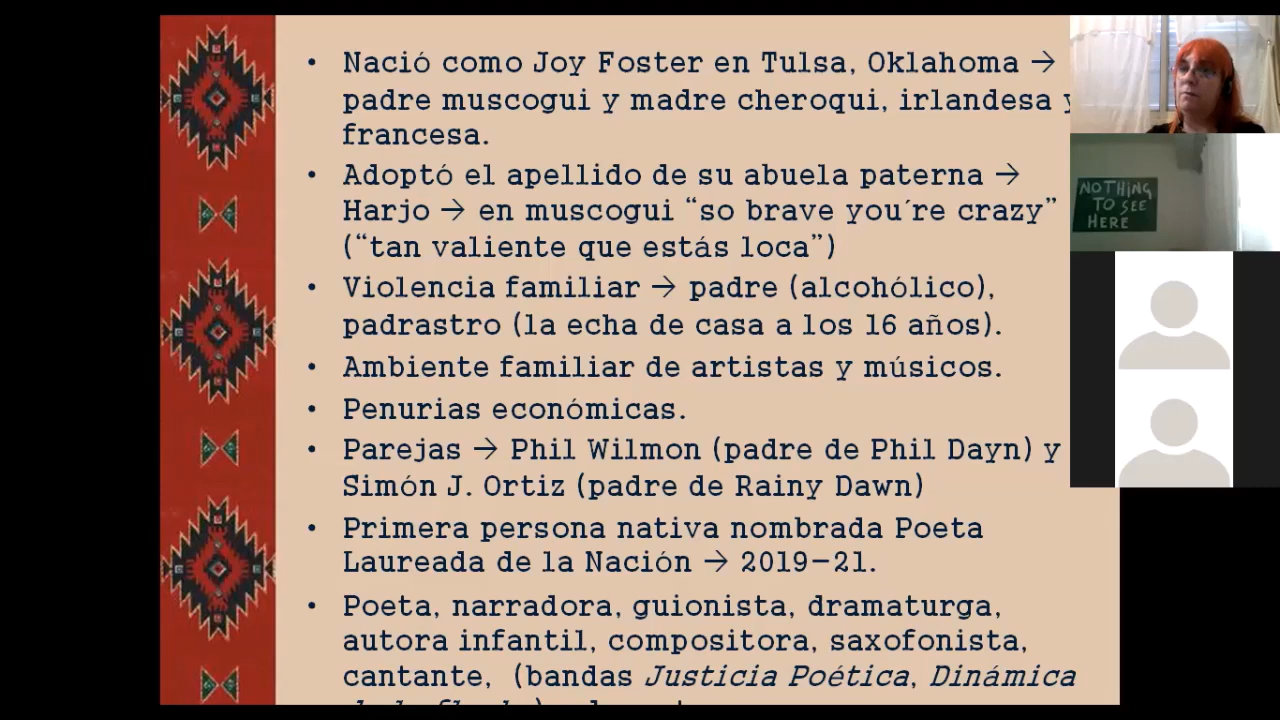 • Nació como Joy Foster en Tulsa, Oklahoma →
padre muscogui y madre cheroqui, irlandesa y
francesa.
• Adoptó el apellido de su abuela paterna →
Harjo → en muscogui “so brave you´re crazy”
(“tan valiente que estás loca”)
• Violencia familiar → padre (alcohólico),
padrastro (la echa de casa a los 16 años).
• Ambiente familiar de artistas y músicos.
• Penurias económicas.
• Parejas → Phil Wilmon (padre de Phil Dayn) y
Simón J. Ortiz (padre de Rainy Dawn)
• Primera persona nativa nombrada Poeta
Laureada de la Nación → 2019-21.
• Poeta, narradora, guionista, dramaturga,
autora infantil, compositora, saxofonista,
cantante, (bandas Justicia Poética, Dinámica
NOTHING
TO SEE
HERE